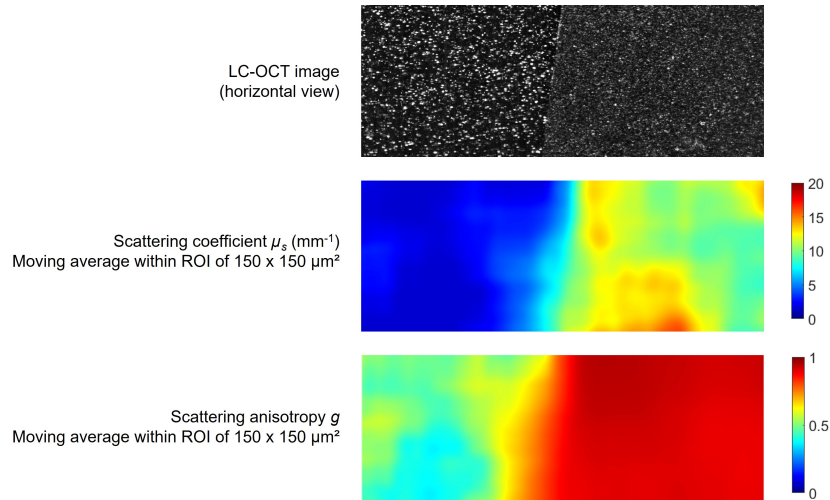 LC-OCT image
(horizontal view)
Scattering coefficient μs (mm-1)
Moving average within ROI of 150 x 150 μm²
20
15
10
5
0
Scattering anisotropy g
Moving average within ROI of 150 x 150 μm²
1
0.5
0